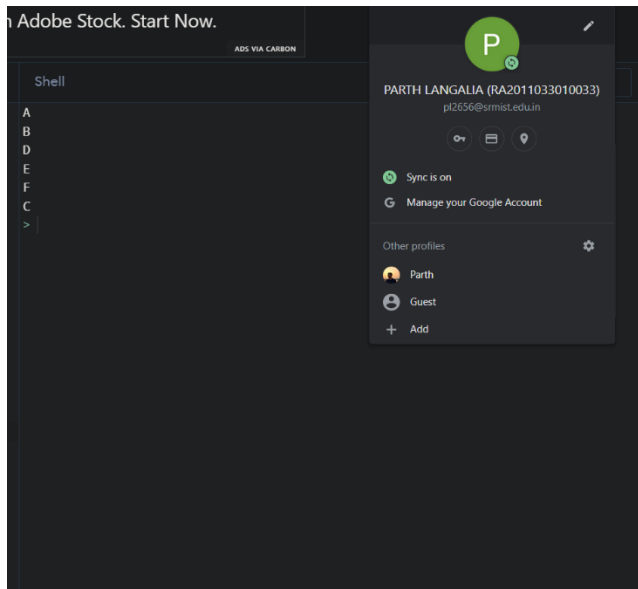 n Adobe Stock. Start Now.
ADS VIA CARBON
Shell
A
B
D
E
F
C
>
P
PARTH LANGALIA (RA2011033010033)
pl2656@srmist.edu.in
Sync is on
G Manage your Google Account
Other profiles
Parth
Guest
+ Add